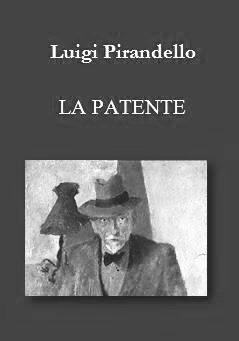 Luigi Pirandello
LA PATENTE